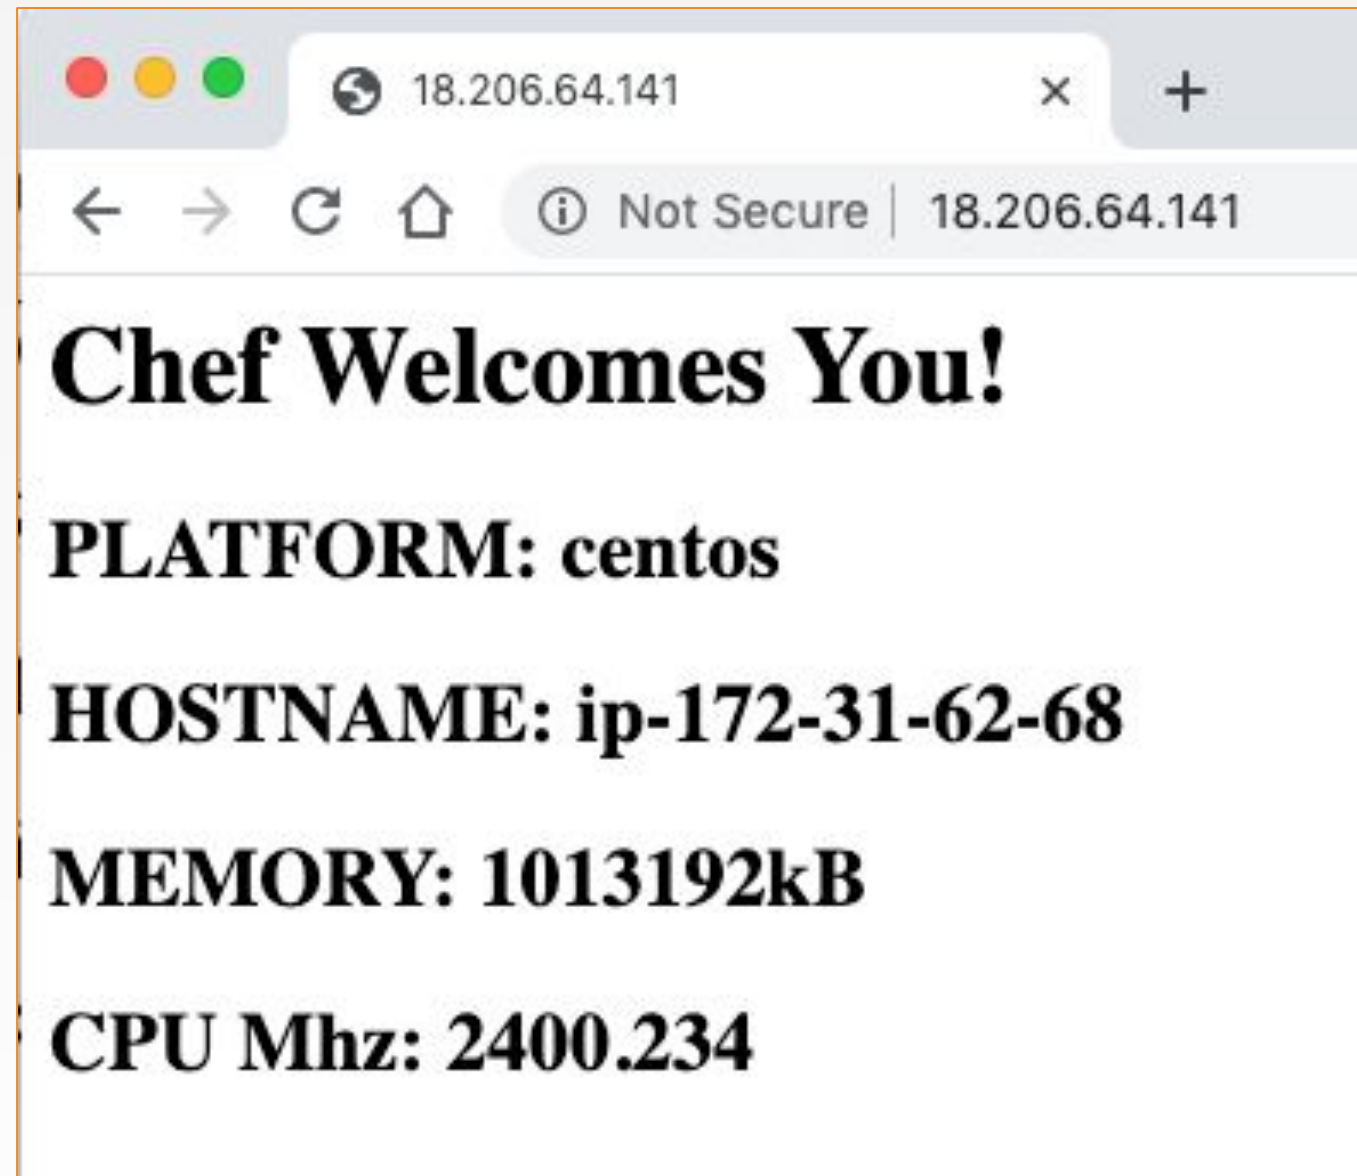 18.206.64.141
Not Secure | 18.206.64.141
Chef Welcomes You!
PLATFORM: centos
HOSTNAME: ip-172-31-62-68
MEMORY: 1013192kB
CPU Mhz: 2400.234